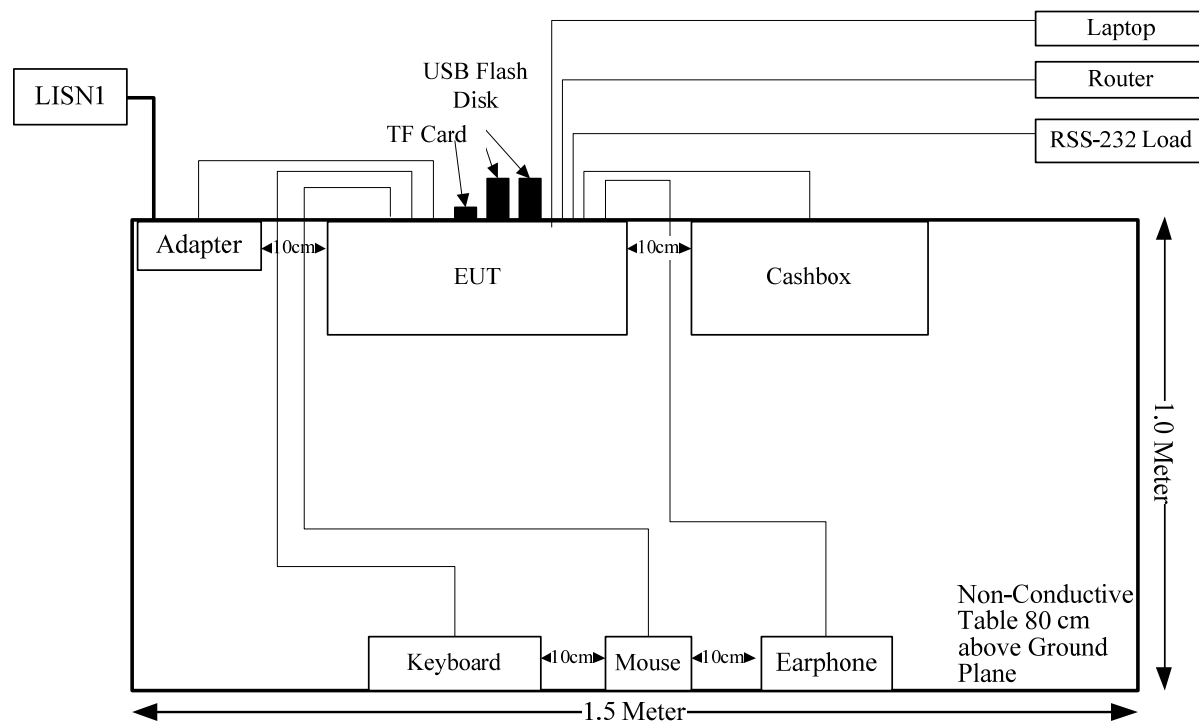 Laptop
Router
RSS-232 Load
LISN1
USB Flash
Disk
TF Card
Adapter
10cm
EUT
10cm
Cashbox
1.0 Meter
Non-Conductive
Table 80 cm
above Ground
Plane
Keyboard
10cm
Mouse
10cm
Earphone
1.5 Meter